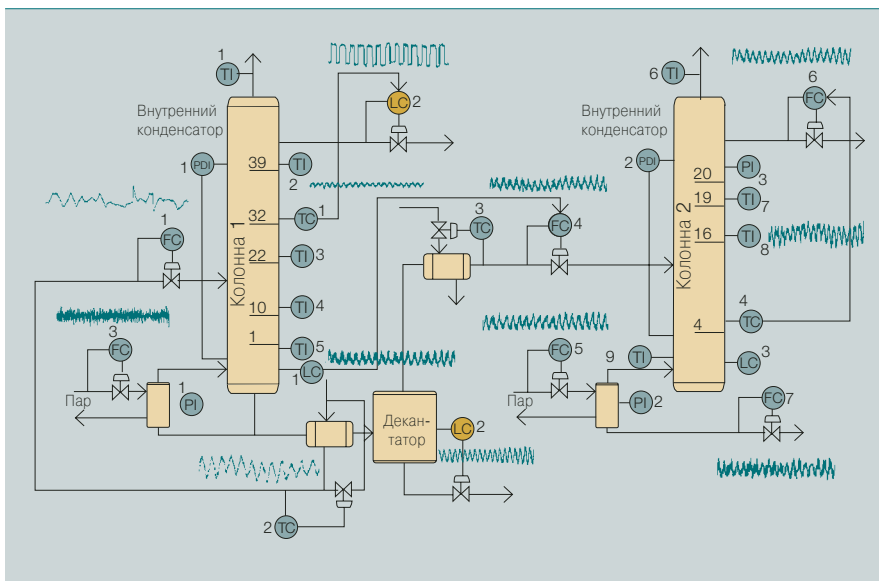 1
TI
Внутренний
конденсатор
1 PDI
39 TI
2
LC 2
32 TC 1
Колонна 1
22 TI 3
10 TI 4
1 TI 5
1 LC
1
FC
3
FC
Пар
1
PI
3
TC
FC 4
Декан-
татор
LC 2
2 TC
6 TI
6
FC
Внутренний
конденсатор
2 PDI
20 PI
3
19 TI
7
16 TI
8
Колонна 2
4
4 TC
LC 3
9
TI
FC 5
Пар
PI 2
FC 7